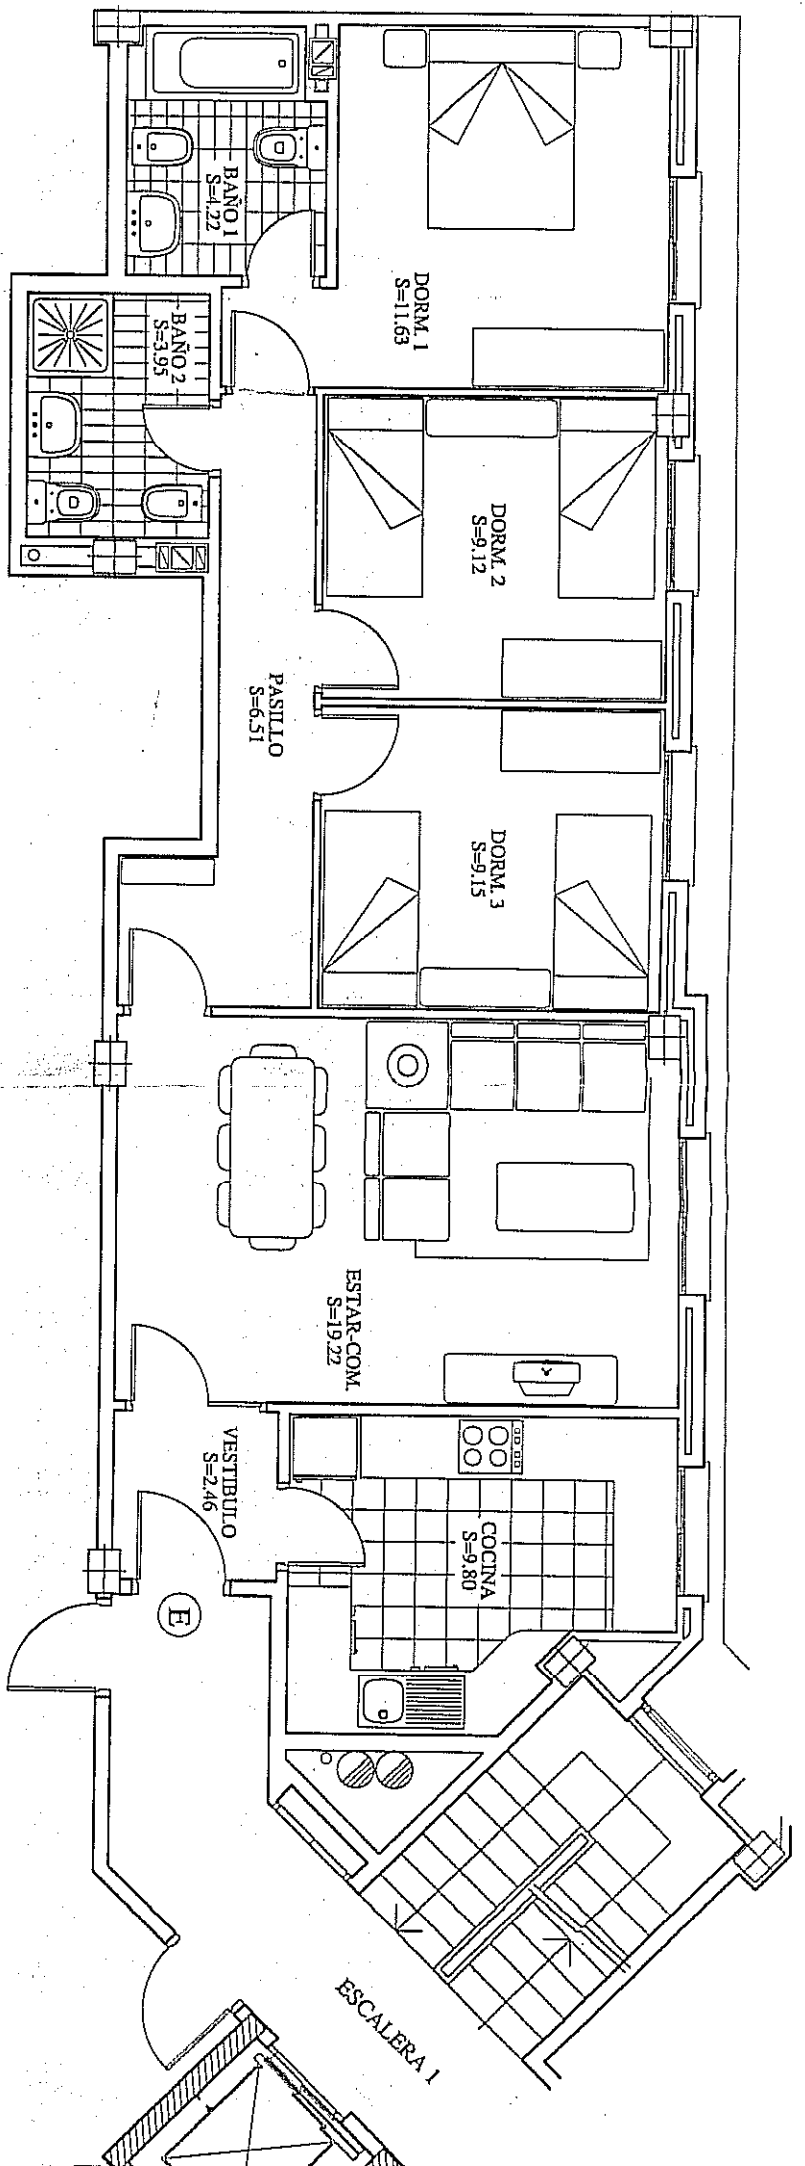 BAÑO 1
S=4.22
DORM. 1
S=11.63
BAÑO 2
S=3.95
DORM. 2
S=9.12
PASILLO
S=6.51
DORM. 3
S=9.15
ESTAR-COM.
S=19.22
VESTIBULO
S=2.46
COCINA
S=9.80
E
ESCALERA 1